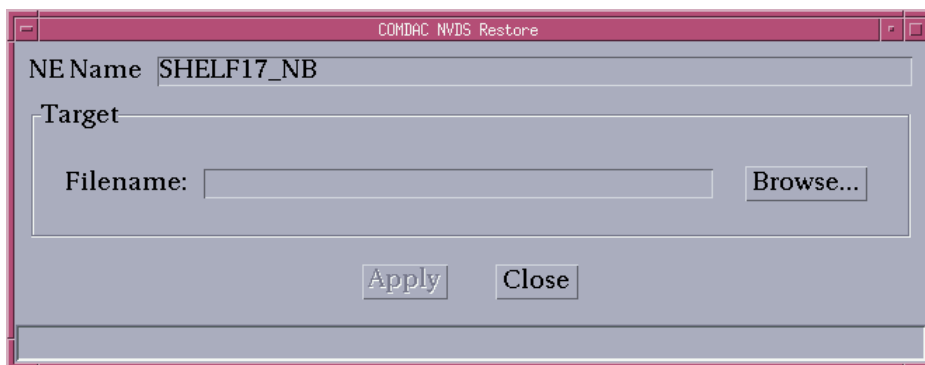 COMDAC NVDS Restore
NE Name SHELF17_NB
Target
Filename: Browse...
Apply Close